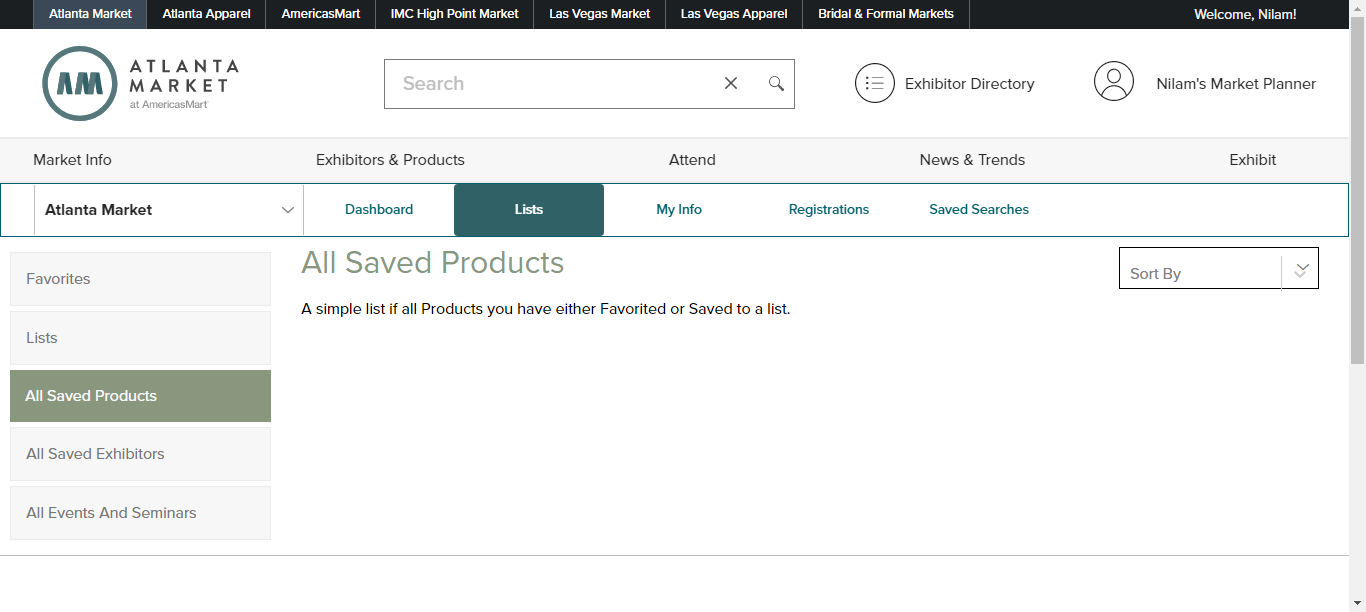 Atlanta Market Atlanta Apparel AmericasMart IMC High Point Market Las Vegas Market Las Vegas Apparel Bridal & Formal Markets Welcome, Nilam!
AM ATLANTA
MARKET
at AmericasMart
Search Exhibitor Directory Nilam's Market Planner
Market Info Exhibitors & Products Attend News & Trends Exhibit
Atlanta Market Dashboard Lists My Info Registrations Saved Searches
All Saved Products
Sort By
A simple list if all Products you have either Favorited or Saved to a list.
Favorites
Lists
All Saved Products
All Saved Exhibitors
All Events And Seminars